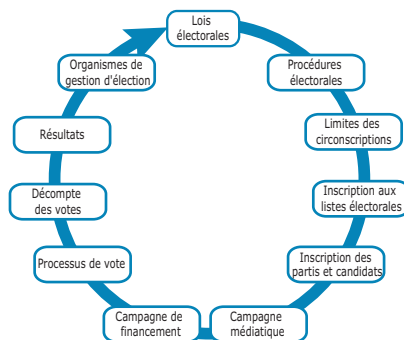 Lois
électorales
Procédures
électorales
Limites des
circonscriptions
Inscription aux
listes électorales
Inscription des
partis et candidats
Campagne
médiatique
Campagne de
financement
Processus de vote
Décompte
des votes
Résultats
Organismes de
gestion d'élection